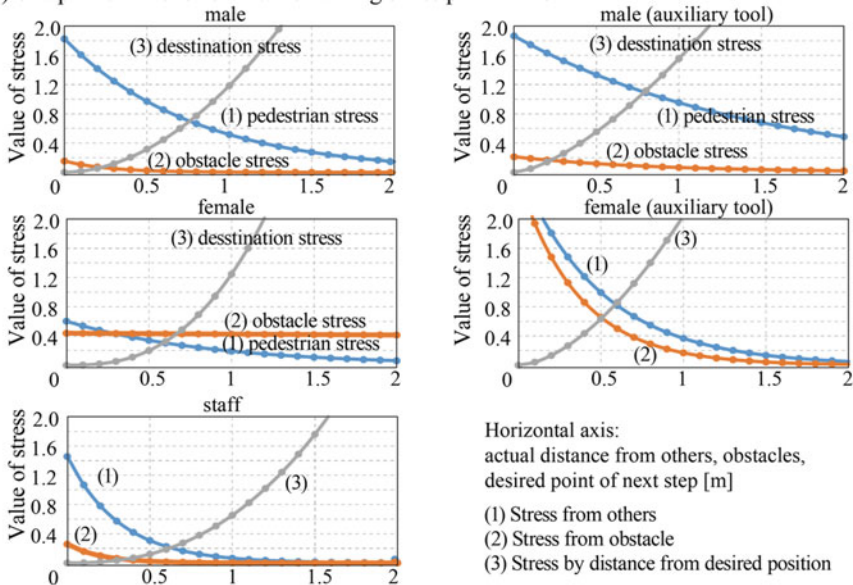 male
Value of stress
2.0
1.6
1.2
0.8
0.4
0
0.5
1
1.5
2
(3) desstination stress
(1) pedestrian stress
(2) obstacle stress
male (auxiliary tool)
Value of stress
2.0
1.6
1.2
0.8
0.4
0
0.5
1
1.5
2
(3) desstination stress
(1) pedestrian stress
(2) obstacle stress
female
Value of stress
2.0
1.6
1.2
0.8
0.4
0
0.5
1
1.5
2
(3) desstination stress
(2) obstacle stress
(1) pedestrian stress
female (auxiliary tool)
2.0
1.6
1.2
0.8
0.4
0
0.5
1
1.5
2
(1)
(3)
(2)
staff
Value of stress
2.0
1.6
1.2
0.8
0.4
0
0.5
1
1.5
2
(1)
(2)
(3)
Horizontal axis:
actual distance from others, obstacles,
desired point of next step [m]
(1) Stress from others
(2) Stress from obstacle
(3) Stress by distance from desired position